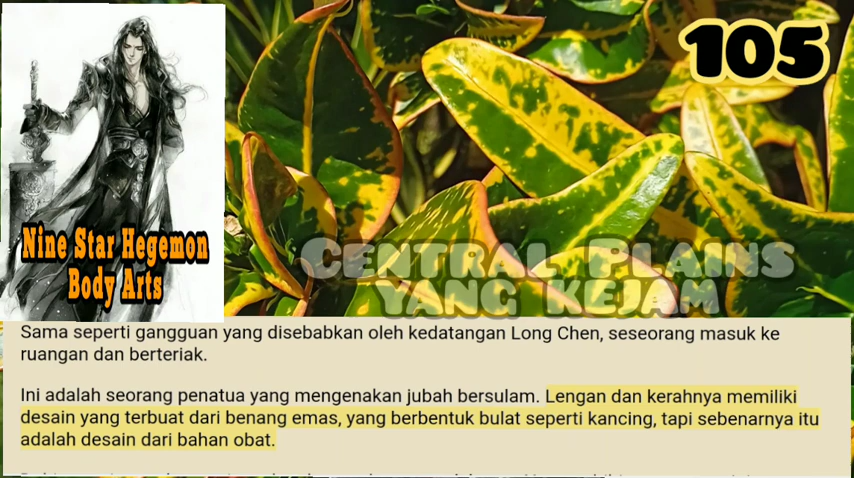 105
Nine Star Hegemon
Body Arts
CENTRAL PLAINS
YANG KEJAM
Sama seperti gangguan yang disebabkan oleh kedatangan Long Chen, seseorang masuk ke
ruangan dan berteriak.
Ini adalah seorang penatua yang mengenakan jubah bersulam. Lengan dan kerahnya memiliki
desain yang terbuat dari benang emas, yang berbentuk bulat seperti kancing, tapi sebenarnya itu
adalah desain dari bahan obat.